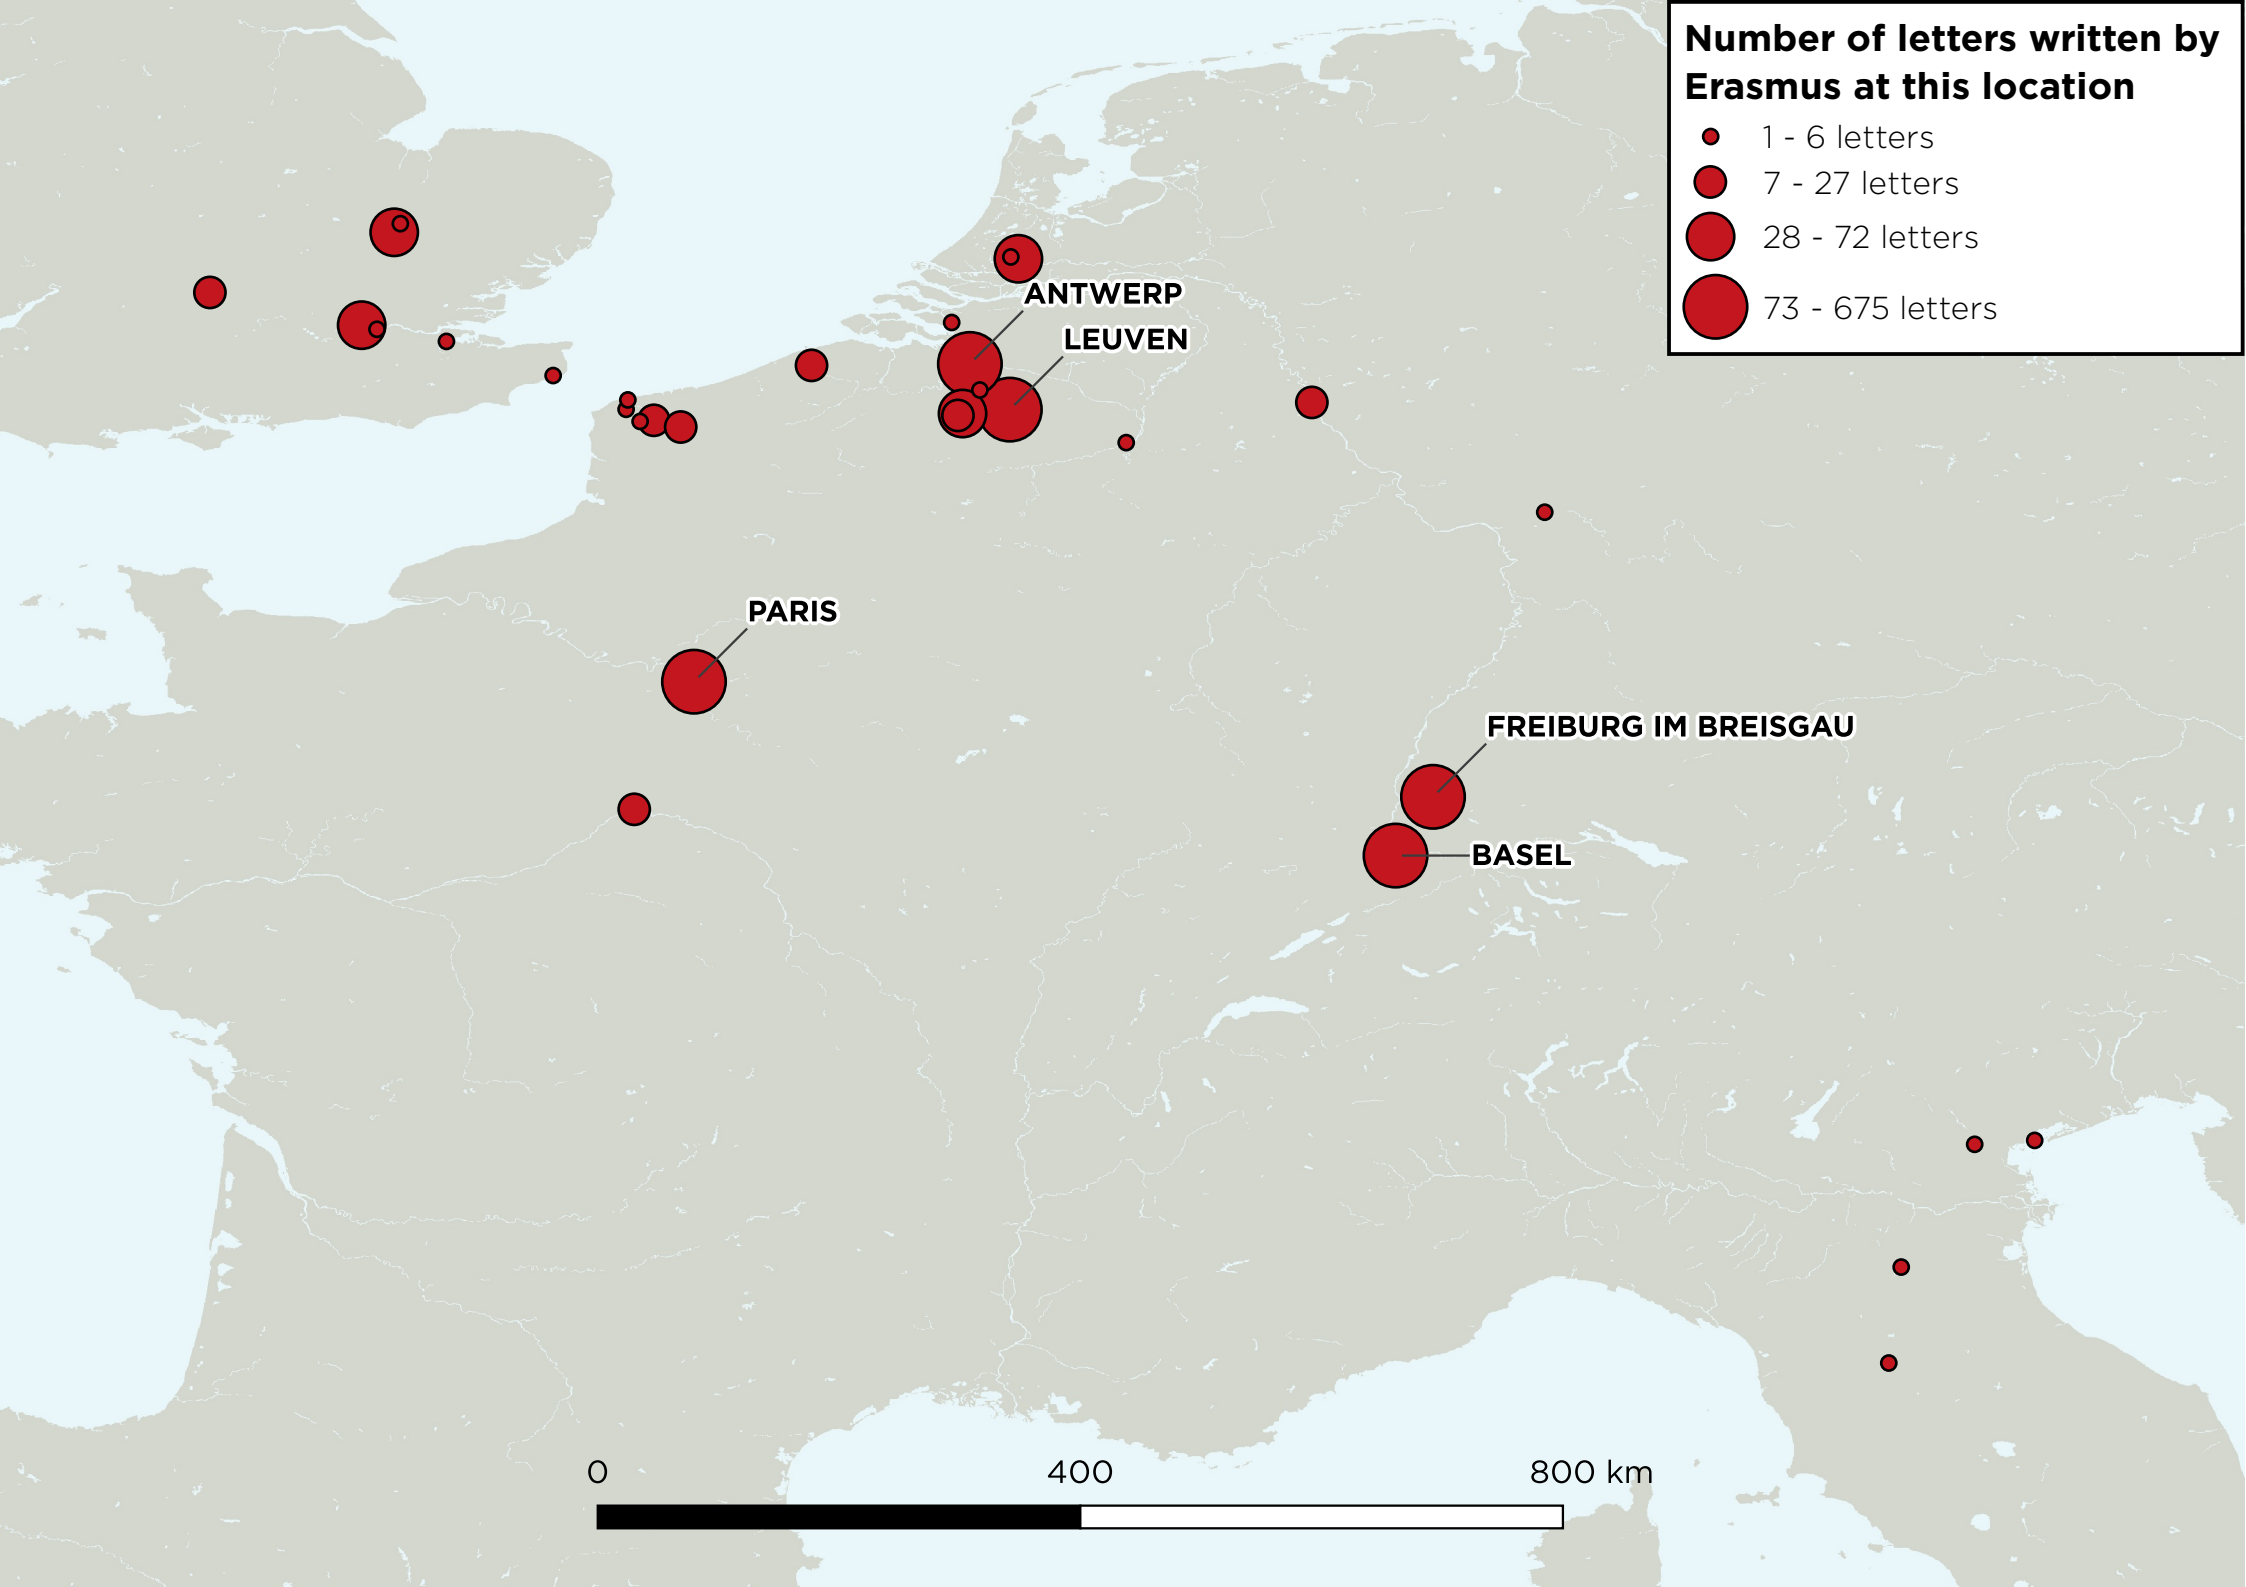 Number of letters written by
Erasmus at this location
1 - 6 letters
7 - 27 letters
28 - 72 letters
73 - 675 letters
ANTWERP
LEUVEN
PARIS
FREIBURG IM BREISGAU
BASEL
0 400 800 km